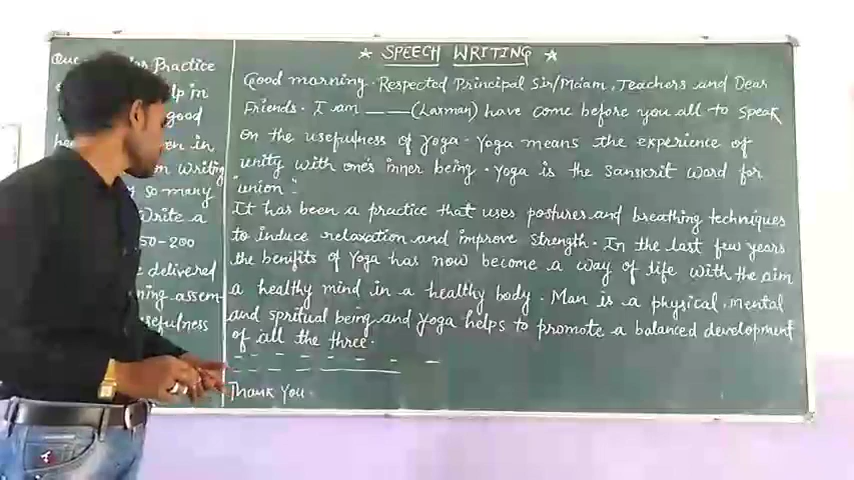 ★ SPEECH WRITING ★
Practice
Good morning. Respected Principal Sir/Ma'am, Teachers and Dear
Friends. I am ____ (Laxman) have come before you all to speak
on the usefulness of yoga. Yoga means the experience of
unity with one's inner being. Yoga is the sanskrit word for
"union".
It has been a practice that uses postures and breathing techniques
to induce relaxation and improve strength. In the last few years
the benifits of Yoga has now become a way of life with the aim
a healthy mind in a healthy body. Man is a physical, mental
and spritual being and yoga helps to promote a balanced development
of all the three.
Thank You.
lp in
good
en in
on writing
so many
Write a
50-200
delivered
ning assem-
sefulness